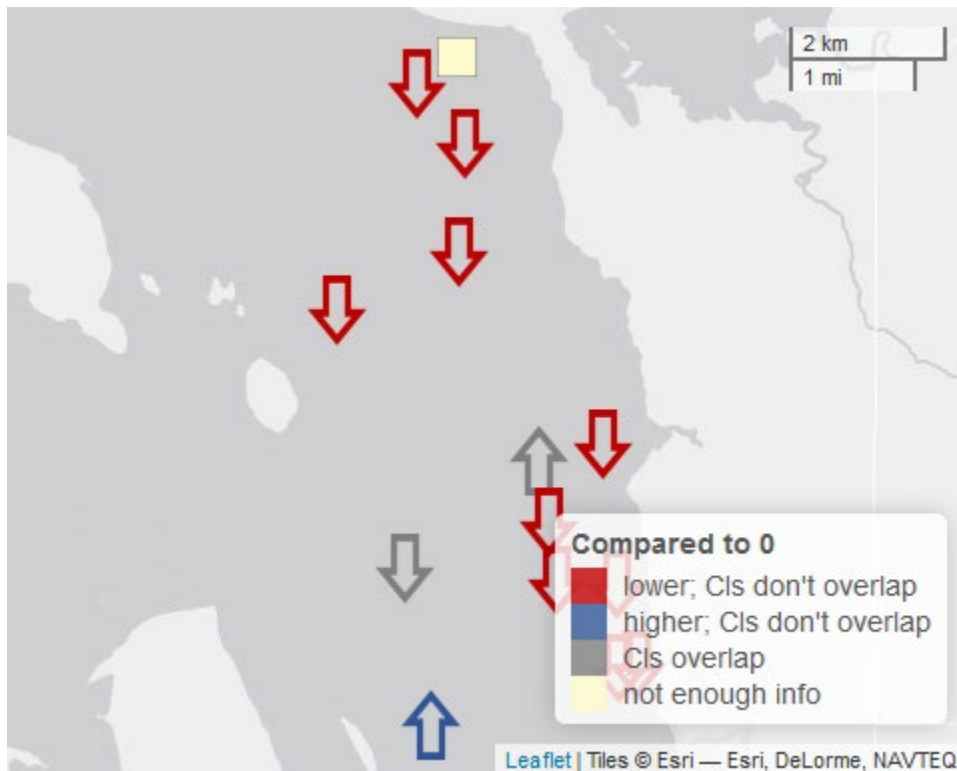 2 km
1 mi
Compared to 0
lower; CIs don't overlap
higher; CIs don't overlap
CIs overlap
not enough info
Leaflet | Tiles © Esri — Esri, DeLorme, NAVTEQ